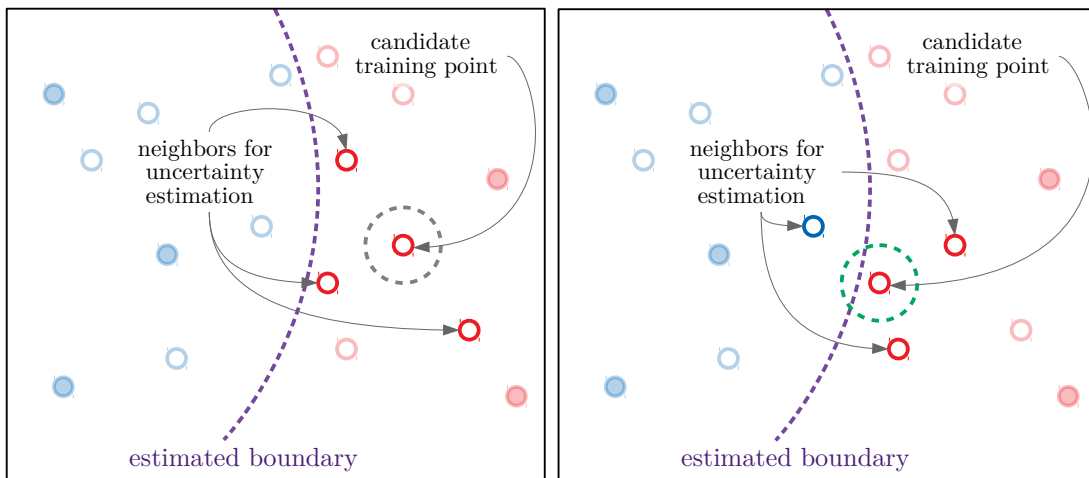 candidate
training point
neighbors for
uncertainty
estimation
estimated boundary
candidate
training point
neighbors for
uncertainty
estimation
estimated boundary